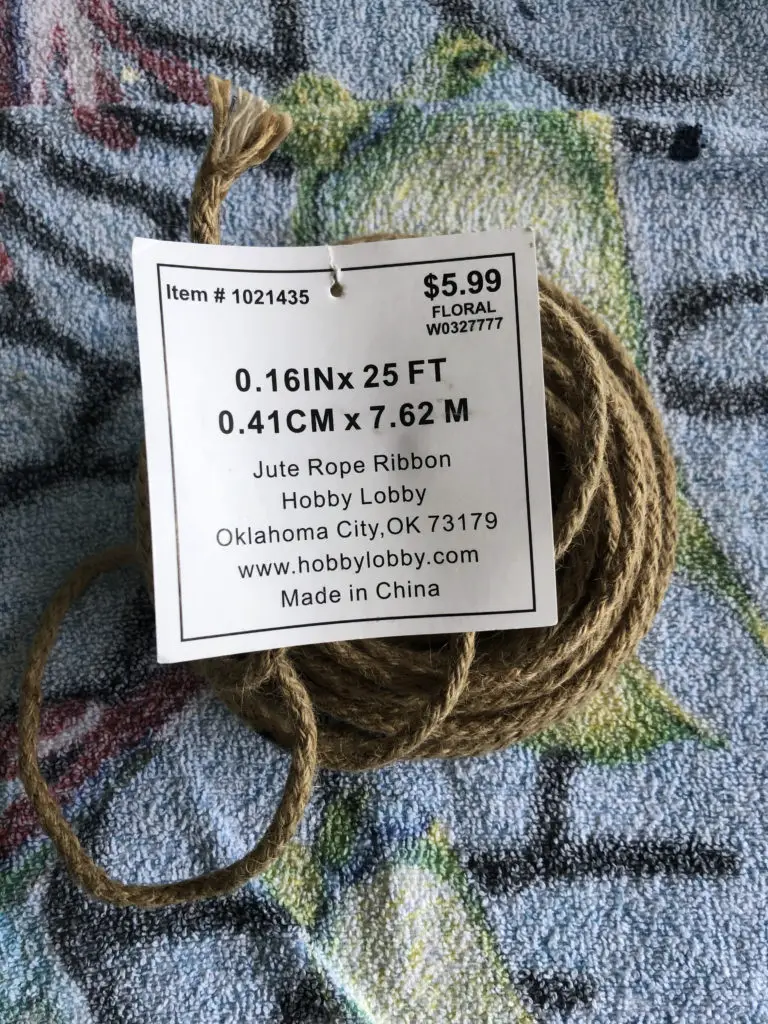 Item # 1021435
$5.99
FLORAL
W0327777
0.16INx 25 FT
0.41CM x 7.62 M
Jute Rope Ribbon
Hobby Lobby
Oklahoma City,OK 73179
www.hobbylobby.com
Made in China